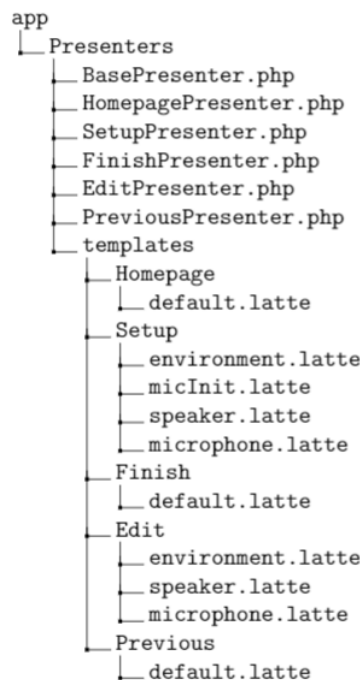 app
Presenters
BasePresenter.php
HomepagePresenter.php
SetupPresenter.php
FinishPresenter.php
EditPresenter.php
PreviousPresenter.php
templates
Homepage
default.latte
Setup
environment.latte
micInit.latte
speaker.latte
microphone.latte
Finish
default.latte
Edit
environment.latte
speaker.latte
microphone.latte
Previous
default.latte